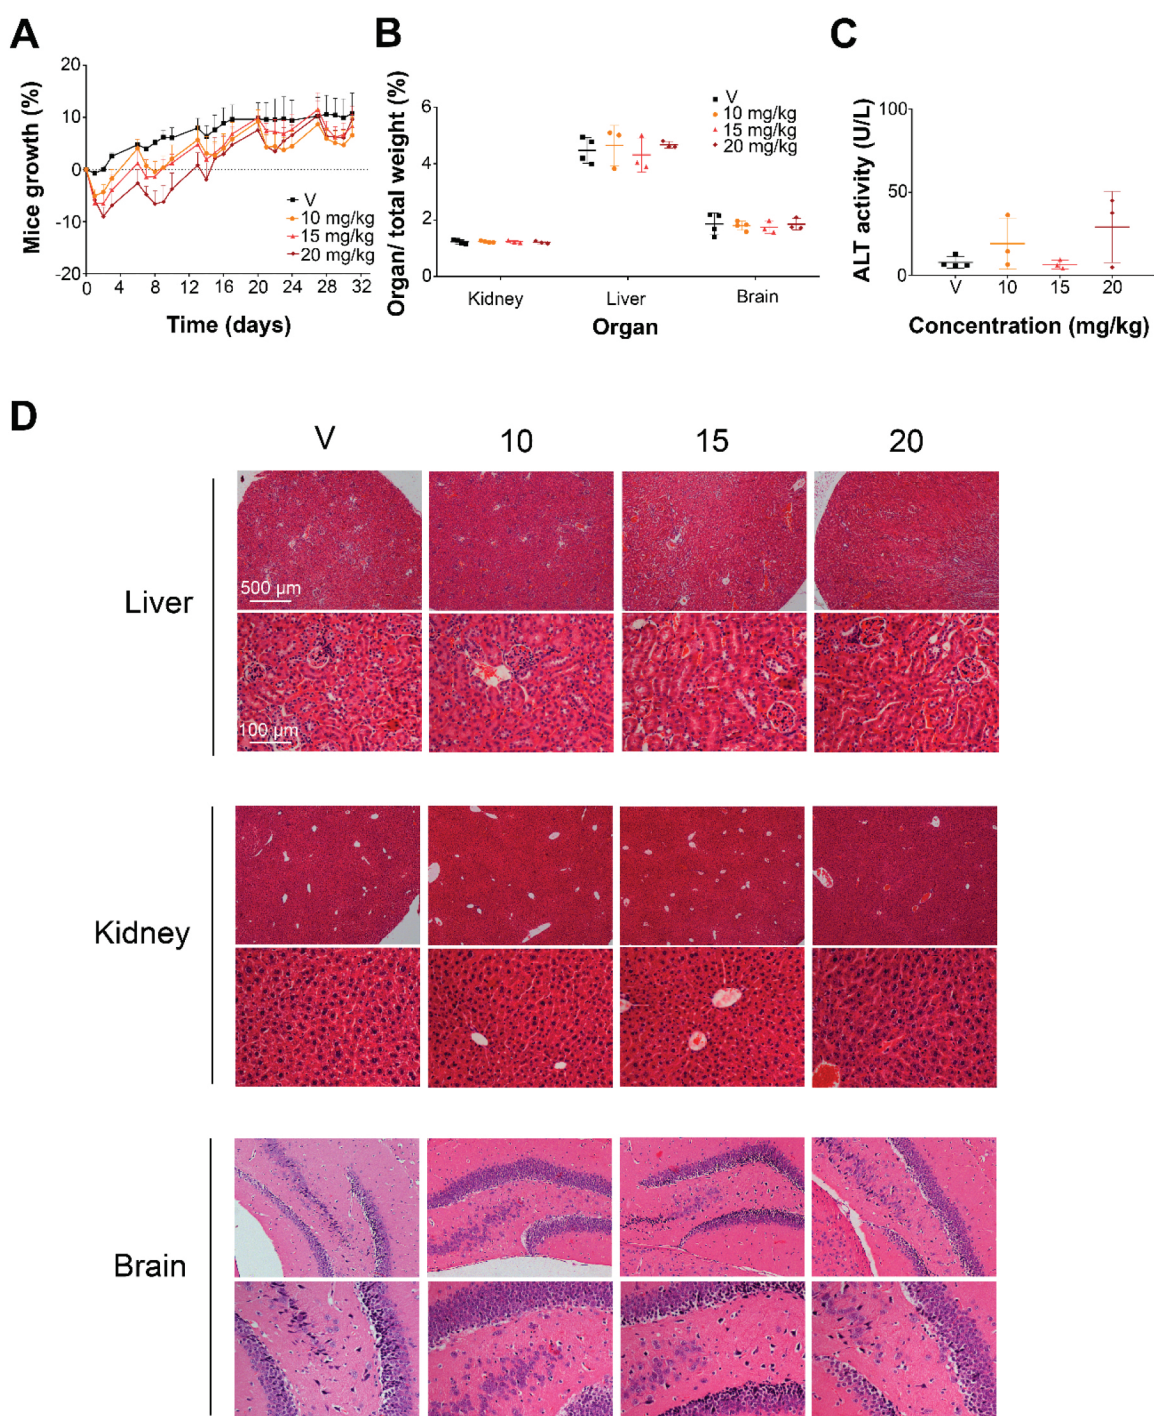 A
Mice growth (%)
20
10
0
-10
-20
0 4 8 12 16 20 24 28 32
Time (days)
V
10 mg/kg
15 mg/kg
20 mg/kg
B
Organ/ total weight (%)
6
4
2
0
Kidney Liver Brain
Organ
V
10 mg/kg
15 mg/kg
20 mg/kg
C
ALT activity (U/L)
100
50
0
V 10 15 20
Concentration (mg/kg)
D
V 10 15 20
Liver
500 µm
100 µm
Kidney
Brain